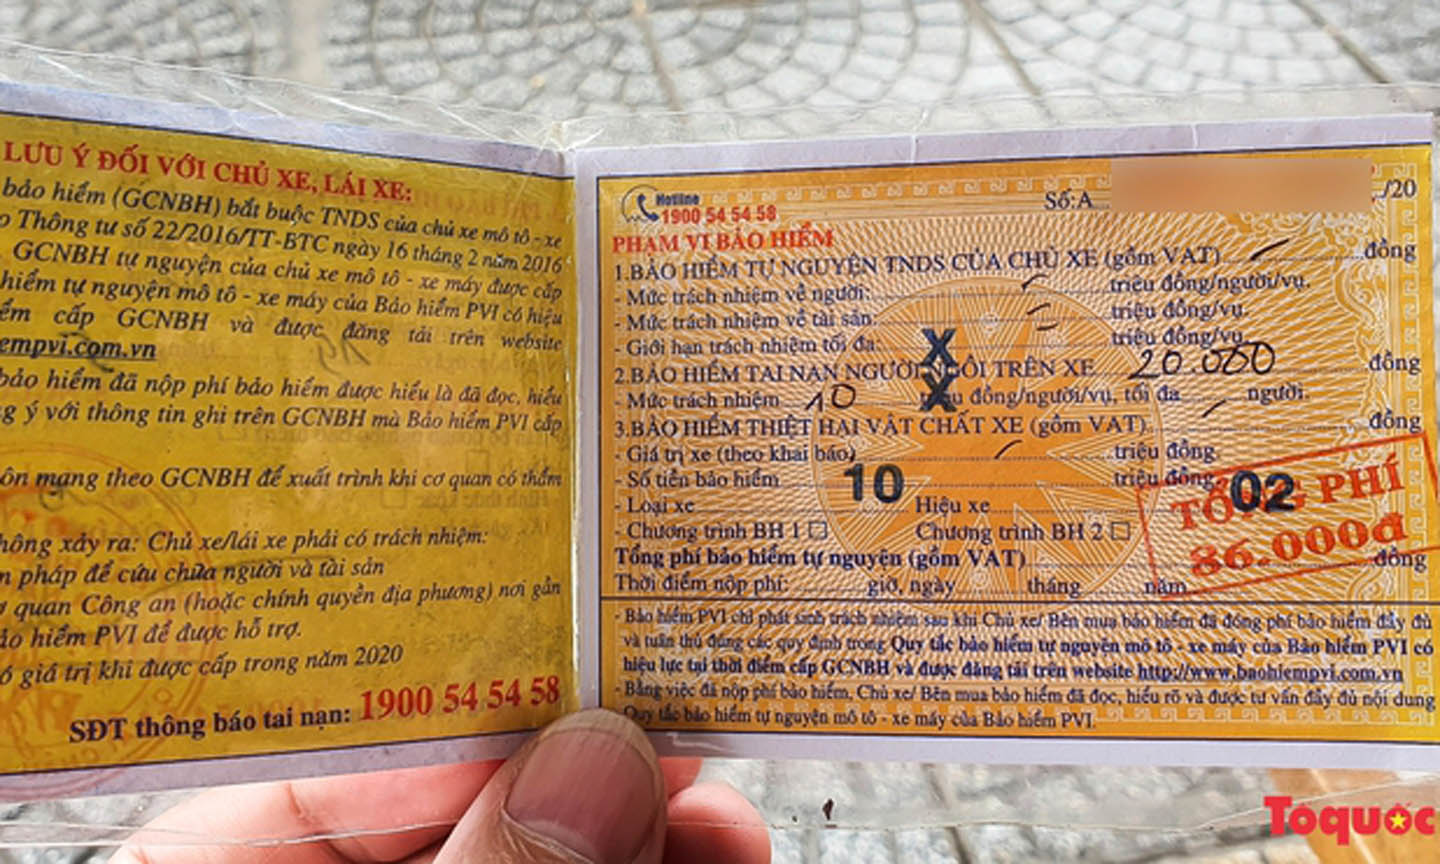 LƯU Ý ĐỐI VỚI CHỦ XE, LÁI XE:
bảo hiểm (GCNBH) bắt buộc TNDS của chủ xe mô tô - xe
Thông tư số 22/2016/TT-BTC ngày 16 tháng 2 năm 2016
GCNBH tự nguyện của chủ xe mô tô - xe máy được cấp
hiểm tự nguyện mô tô - xe máy của Bảo hiểm PVI có hiệu
cấp GCNBH và được đăng tải trên website
empvi.com.vn
bảo hiểm đã nộp phí bảo hiểm được hiểu là đã đọc, hiểu
ý với thông tin ghi trên GCNBH mà Bảo hiểm PVI cấp
mang theo GCNBH để xuất trình khi cơ quan có thẩm
xảy ra: Chủ xe/lái xe phải có trách nhiệm:
pháp để cứu chữa người và tài sản
quan Công an (hoặc chính quyền địa phương) nơi gần
hiểm PVI để được hỗ trợ.
giá trị khi được cấp trong năm 2020
SĐT thông báo tai nạn: 1900 54 54 58
Hotline
1900 54 54 58
Số:A /20
PHẠM VI BẢO HIỂM
1.BẢO HIỂM TỰ NGUYỆN TNDS CỦA CHỦ XE (gồm VAT) đồng
- Mức trách nhiệm về người: triệu đồng/người/vụ.
- Mức trách nhiệm về tài sản: triệu đồng/vụ.
- Giới hạn trách nhiệm tối đa: triệu đồng/vụ.
X
2.BẢO HIỂM TAI NẠN NGƯỜI NGỒI TRÊN XE 20.000 đồng
- Mức trách nhiệm 10 triệu đồng/người/vụ, tối đa người.
X
3.BẢO HIỂM THIỆT HẠI VẬT CHẤT XE (gồm VAT) đồng
- Giá trị xe (theo khai báo) triệu đồng.
- Số tiền bảo hiểm triệu đồng.
10 02
- Loại xe Hiệu xe
- Chương trình BH 1 Chương trình BH 2
TỔNG PHÍ
86.000đ
Tổng phí bảo hiểm tự nguyện (gồm VAT) đồng
Thời điểm nộp phí: giờ, ngày tháng năm
- Bảo hiểm PVI chỉ phát sinh trách nhiệm sau khi Chủ xe/ Bên mua bảo hiểm đã đóng phí bảo hiểm đầy đủ
và tuân thủ đúng các quy định trong Quy tắc bảo hiểm tự nguyện mô tô - xe máy của Bảo hiểm PVI có
hiệu lực tại thời điểm cấp GCNBH và được đăng tải trên website http://www.baohiempvi.com.vn
- Bằng việc đã nộp phí bảo hiểm, Chủ xe/ Bên mua bảo hiểm đã đọc, hiểu rõ và được tư vấn đầy đủ nội dung
Quy tắc bảo hiểm tự nguyện mô tô - xe máy của Bảo hiểm PVI.
Toquốc